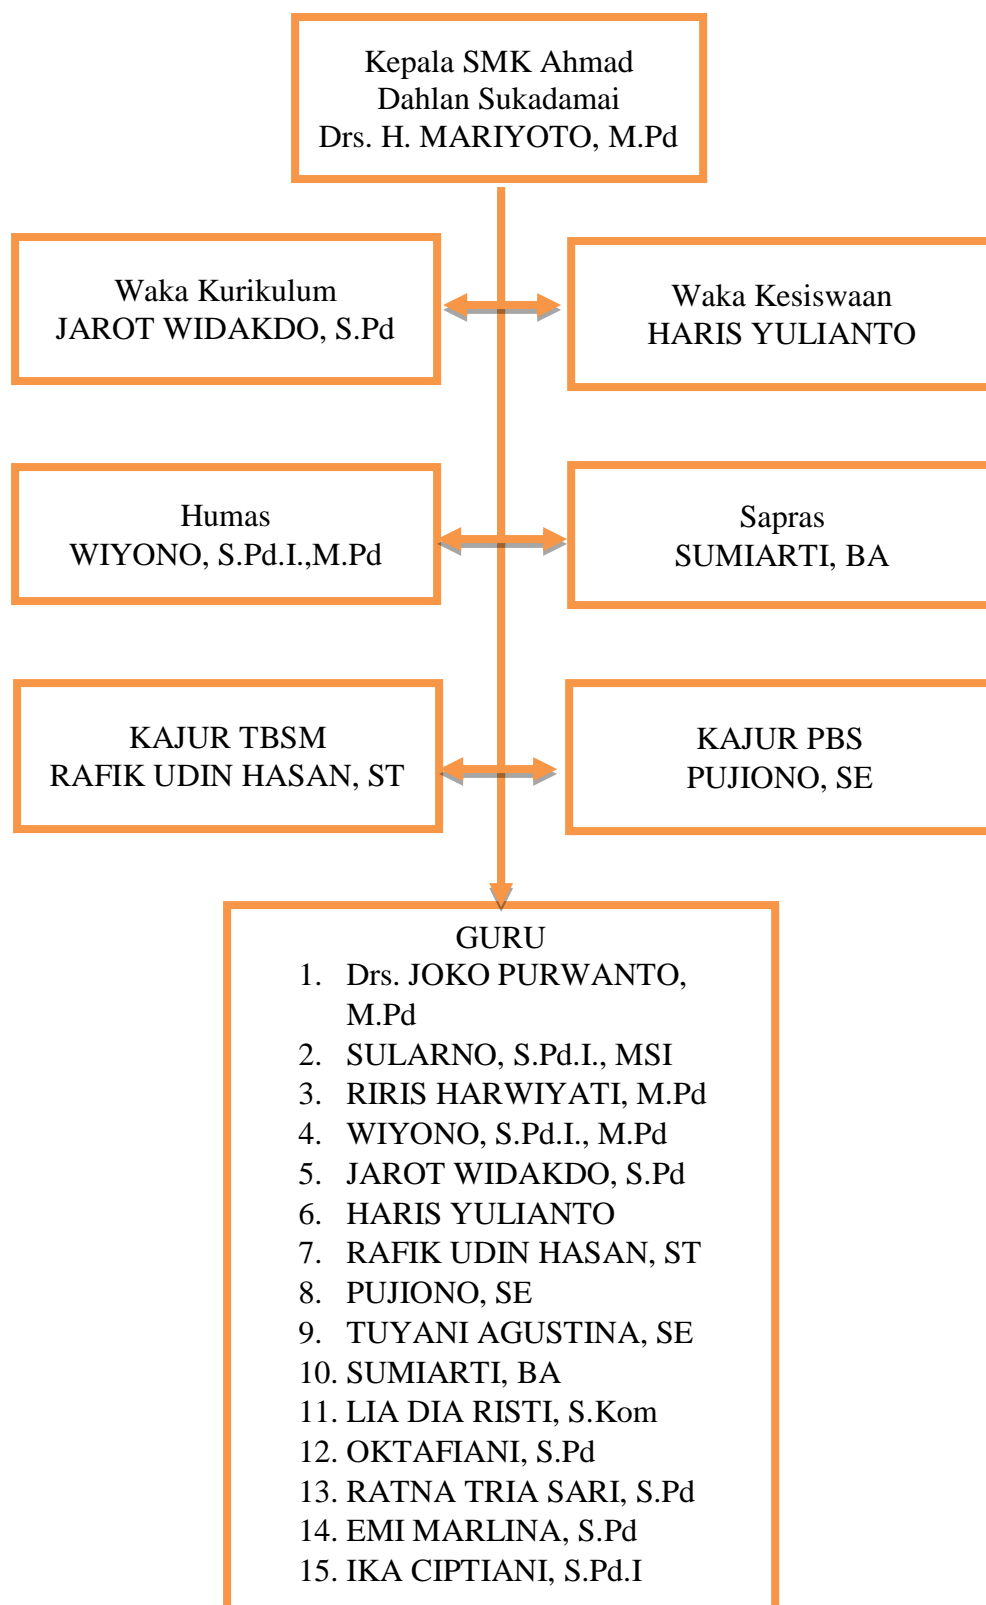 Kepala SMK Ahmad
Dahlan Sukadamai
Drs. H. MARIYOTO, M.Pd
Waka Kurikulum
JAROT WIDAKDO, S.Pd
Waka Kesiswaan
HARIS YULIANTO
Humas
WIYONO, S.Pd.I.,M.Pd
Sapras
SUMIARTI, BA
KAJUR TBSM
RAFIK UDIN HASAN, ST
KAJUR PBS
PUJIONO, SE
GURU
1. Drs. JOKO PURWANTO,
M.Pd
2. SULARNO, S.Pd.I., MSI
3. RIRIS HARWIYATI, M.Pd
4. WIYONO, S.Pd.I., M.Pd
5. JAROT WIDAKDO, S.Pd
6. HARIS YULIANTO
7. RAFIK UDIN HASAN, ST
8. PUJIONO, SE
9. TUYANI AGUSTINA, SE
10. SUMIARTI, BA
11. LIA DIA RISTI, S.Kom
12. OKTAFIANI, S.Pd
13. RATNA TRIA SARI, S.Pd
14. EMI MARLINA, S.Pd
15. IKA CIPTIANI, S.Pd.I